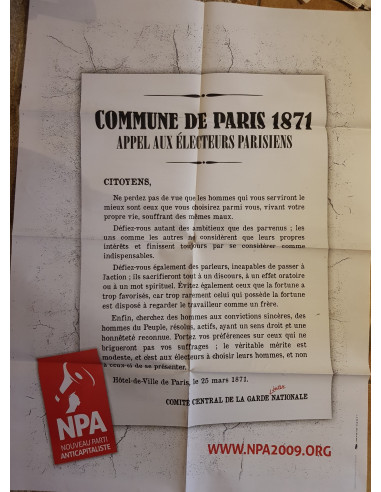 COMMUNE DE PARIS 1871
APPEL AUX ÉLECTEURS PARISIENS
CITOYENS,
Ne perdez pas de vue que les hommes qui vous serviront le
mieux sont ceux que vous choisirez parmi vous, vivant votre
propre vie, souffrant des mêmes maux.
Défiez-vous autant des ambitieux que des parvenus ; les
uns comme les autres ne considèrent que leurs propres
intérêts et finissent toujours par se considérer comme
indispensables.
Défiez-vous également des parleurs, incapables de passer à
l'action ; ils sacrifieront tout à un discours, à un effet oratoire
ou à un mot spirituel. Évitez également ceux que la fortune a
trop favorisés, car trop rarement celui qui possède la fortune
est disposé à regarder le travailleur comme un frère.
Enfin, cherchez des hommes aux convictions sincères, des
hommes du Peuple, résolus, actifs, ayant un sens droit et une
honnêteté reconnue. Portez vos préférences sur ceux qui ne
brigueront pas vos suffrages ; le véritable mérite est
modeste, et c'est aux électeurs à choisir leurs hommes, et non
à ceux-ci de se présenter.
Hôtel-de-Ville de Paris, le 25 mars 1871.
COMITÉ CENTRAL DE LA GARDE NATIONALE
NPA
NOUVEAU PARTI
ANTICAPITALISTE
WWW.NPA2009.ORG